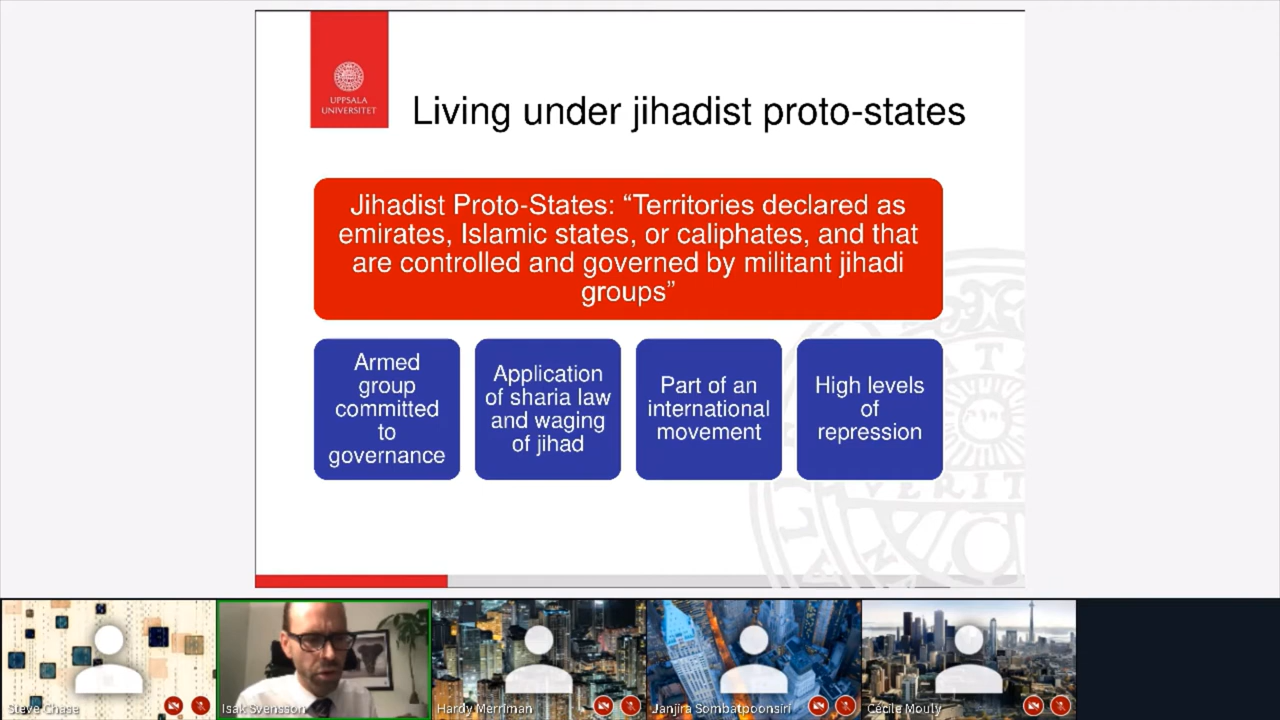 UPPSALA
UNIVERSITET
Living under jihadist proto-states
Jihadist Proto-States: “Territories declared as
emirates, Islamic states, or caliphates, and that
are controlled and governed by militant jihadi
groups”
Armed
group
committed
to
governance
Application
of sharia law
and waging
of jihad
Part of an
international
movement
High levels
of
repression
VERIT
Steve Chase
Isak Svensson
Hardy Merriman
Janjira Sombatpoonsiri
Cécile Mouly